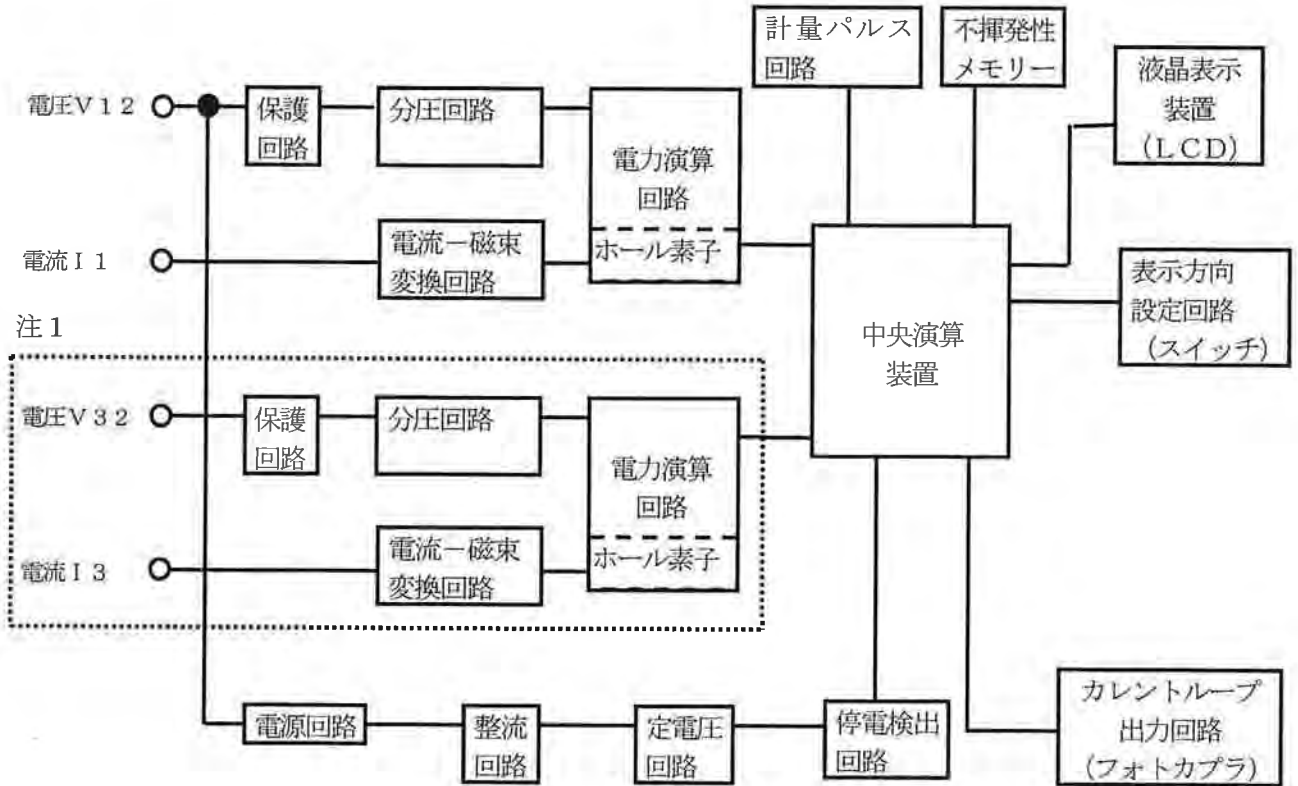 計量パルス
回路
不揮発性
メモリー
液晶表示
装置
(LCD)
電圧V12
保護
回路
分圧回路
電力演算
回路
ホール素子
電流I1
電流－磁束
変換回路
表示方向
設定回路
(スイッチ)
中央演算
装置
注1
電圧V32
保護
回路
分圧回路
電力演算
回路
ホール素子
電流I3
電流－磁束
変換回路
電源回路
整流
回路
定電圧
回路
停電検出
回路
カレントループ
出力回路
(フォトカプラ)